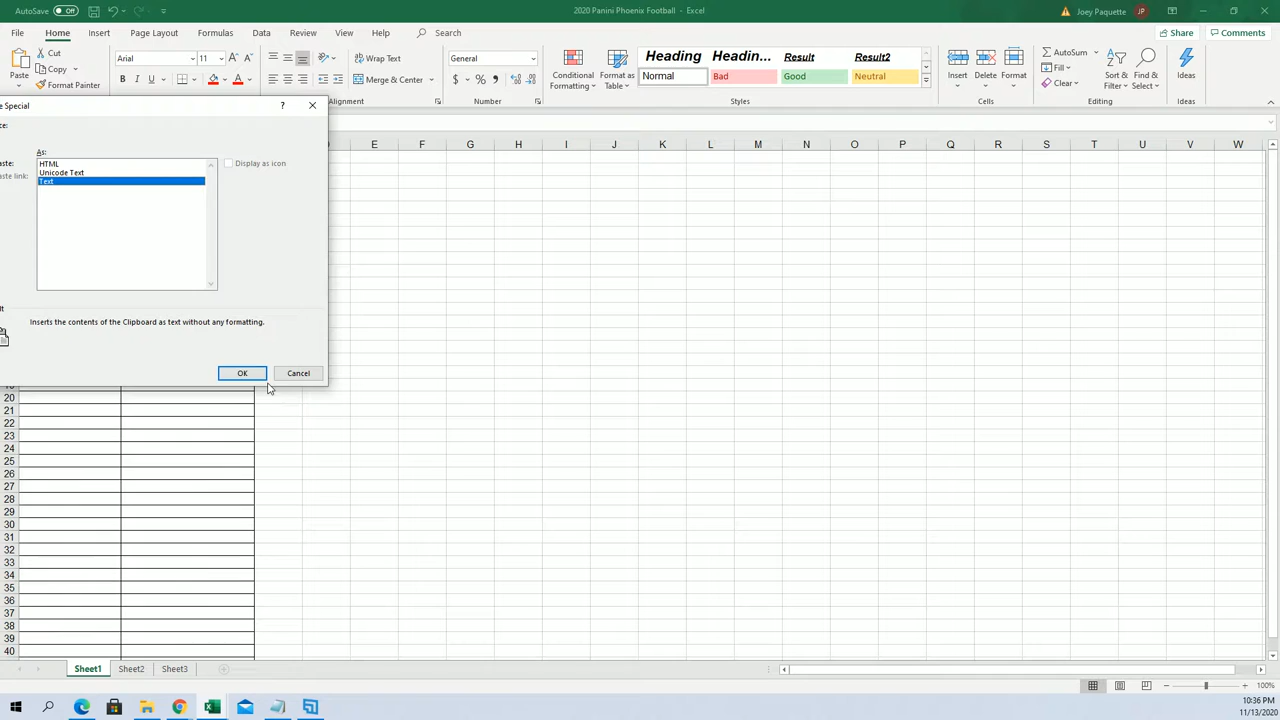 AutoSave Off 2020 Panini Phoenix Football - Excel Joey Paquette JP
File Home Insert Page Layout Formulas Data Review View Help Search Share Comments
Paste Cut Copy Format Painter
Arial 11 A A
B I U A
Wrap Text
Merge & Center
General
$ % ,
Conditional Formatting Format as Table
Heading Headin... Result Result2
Normal Bad Good Neutral
Insert Delete Format
AutoSum
Fill
Clear
Sort & Filter Find & Select Ideas
Alignment Number Styles Cells Editing Ideas
e Special ?
ce:
As:
aste:
aste link:
HTML
Unicode Text
Text
Display as icon
lt
Inserts the contents of the Clipboard as text without any formatting.
OK Cancel
E F G H I J K L M N O P Q R S T U V W
20
21
22
23
24
25
26
27
28
29
30
31
32
33
34
35
36
37
38
39
40
Sheet1 Sheet2 Sheet3
100%
10:36 PM
11/13/2020